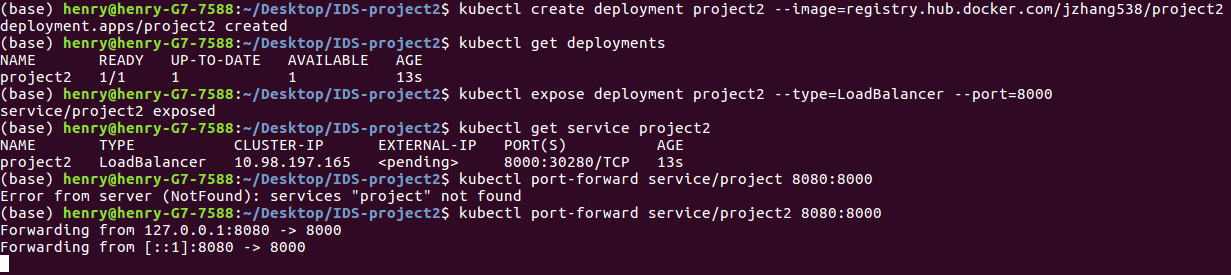 (base) henry@henry-G7-7588:~/Desktop/IDS-project2$ kubectl create deployment project2 --image=registry.hub.docker.com/jzhang538/project2
deployment.apps/project2 created
(base) henry@henry-G7-7588:~/Desktop/IDS-project2$ kubectl get deployments
NAME READY UP-TO-DATE AVAILABLE AGE
project2 1/1 1 1 13s
(base) henry@henry-G7-7588:~/Desktop/IDS-project2$ kubectl expose deployment project2 --type=LoadBalancer --port=8000
service/project2 exposed
(base) henry@henry-G7-7588:~/Desktop/IDS-project2$ kubectl get service project2
NAME TYPE CLUSTER-IP EXTERNAL-IP PORT(S) AGE
project2 LoadBalancer 10.98.197.165 <pending> 8000:30280/TCP 13s
(base) henry@henry-G7-7588:~/Desktop/IDS-project2$ kubectl port-forward service/project 8080:8000
Error from server (NotFound): services "project" not found
(base) henry@henry-G7-7588:~/Desktop/IDS-project2$ kubectl port-forward service/project2 8080:8000
Forwarding from 127.0.0.1:8080 -> 8000
Forwarding from [::1]:8080 -> 8000